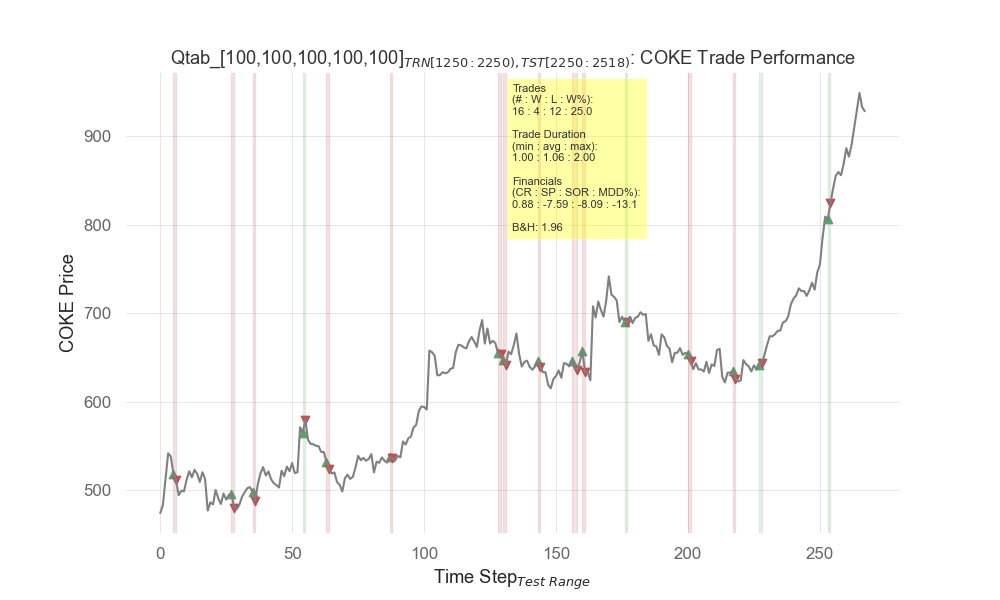 Qtab_[100,100,100,100,100]TRN[1250:2250),TST[2250:2518): COKE Trade Performance
Trades
(# : W : L : W%):
16 : 4 : 12 : 25.0
Trade Duration
(min : avg : max):
1.00 : 1.06 : 2.00
Financials
(CR : SP : SOR : MDD%):
0.88 : -7.59 : -8.09 : -13.1
B&H: 1.96
COKE Price
900
800
700
600
500
0 50 100 150 200 250
Time StepTest Range